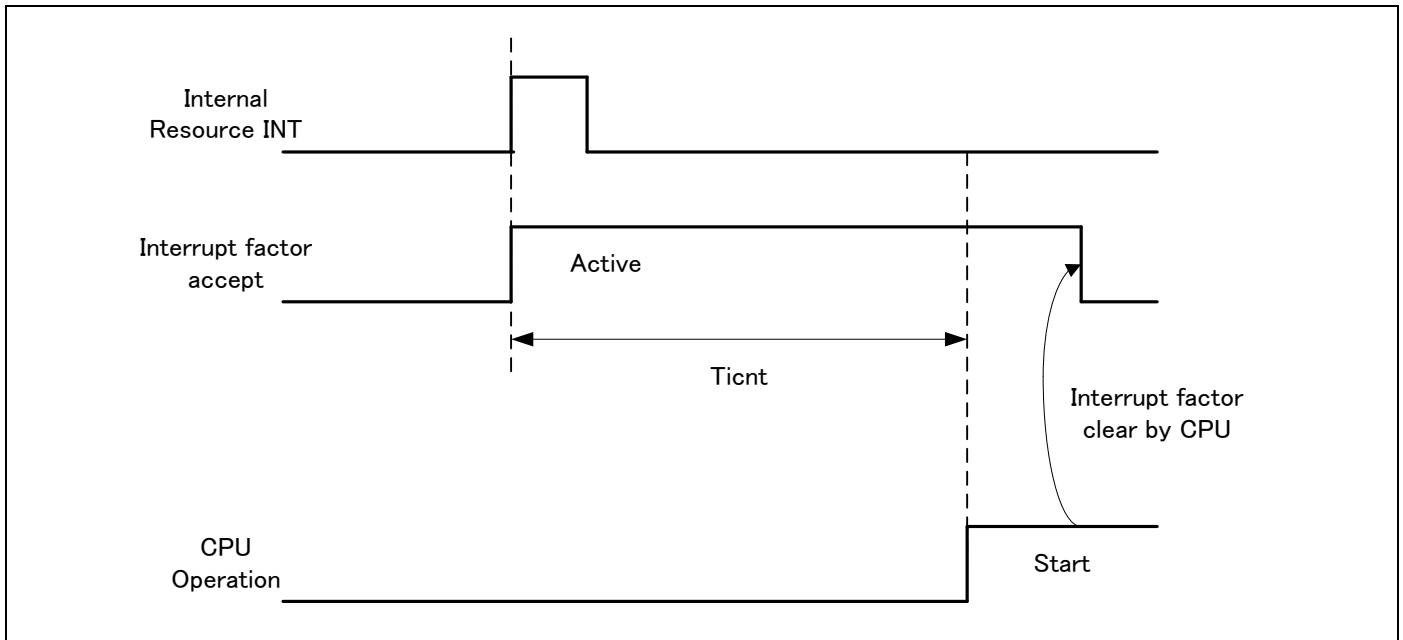 Internal
Resource INT
Interrupt factor
accept
Active
Ticnt
Interrupt factor
clear by CPU
CPU
Operation
Start